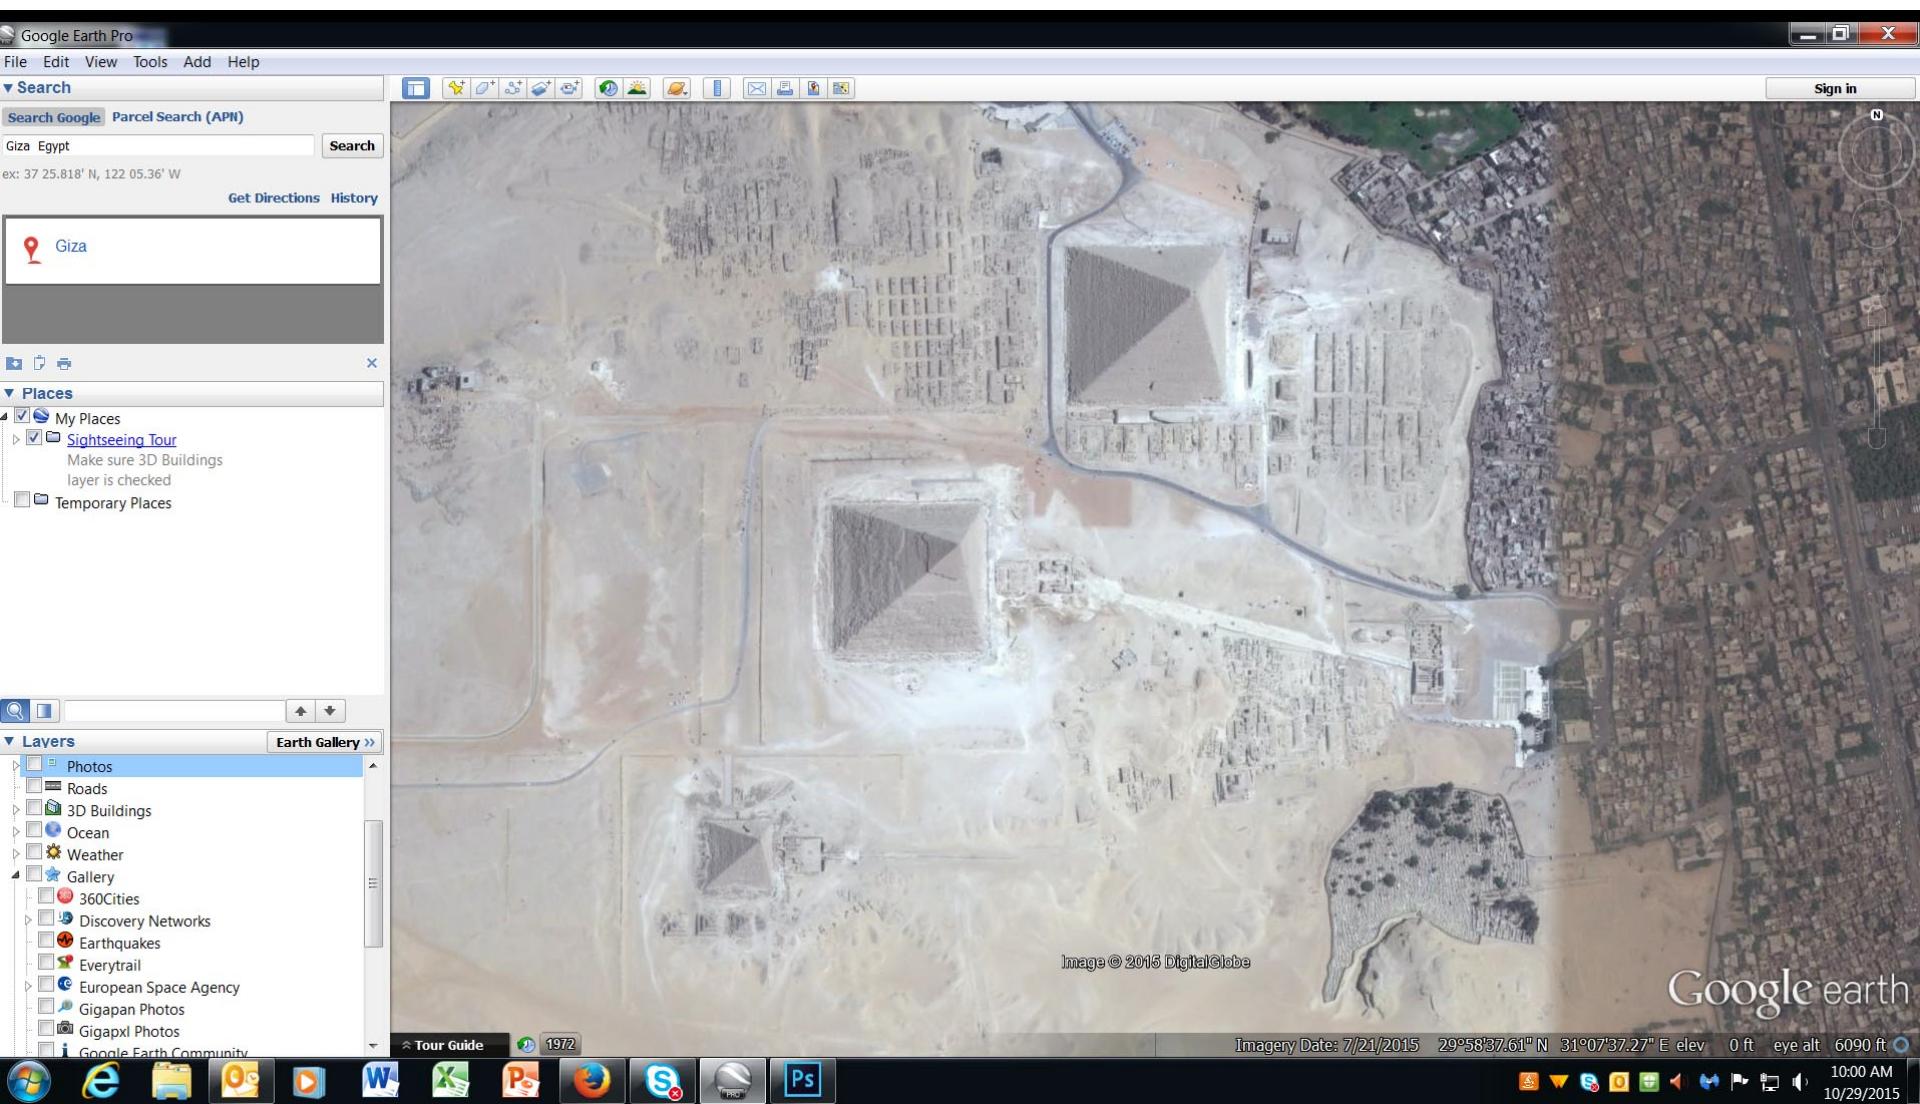 Google Earth Pro
File Edit View Tools Add Help
Search
Search Google Parcel Search (APN)
Giza Egypt
Search
ex: 37 25.818' N, 122 05.36' W
Get Directions History
Giza
Places
My Places
Sightseeing Tour
Make sure 3D Buildings
layer is checked
Temporary Places
Layers
Earth Gallery >>
Photos
Roads
3D Buildings
Ocean
Weather
Gallery
360Cities
Discovery Networks
Earthquakes
Everytrail
European Space Agency
Gigapan Photos
Gigapxl Photos
Google Earth Community
Sign in
N
Image © 2015 DigitalGlobe
Google earth
Tour Guide
1972
Imagery Date: 7/21/2015 29°58'37.61" N 31°07'37.27" E elev 0 ft eye alt 6090 ft
PRO
Ps
10:00 AM
10/29/2015